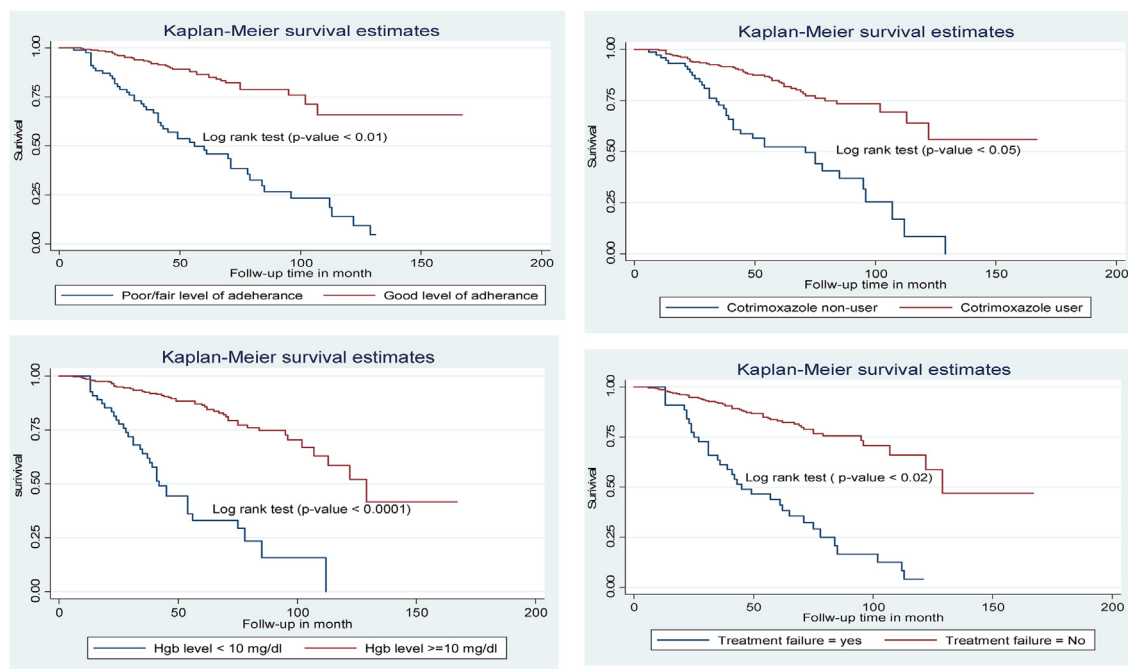 Kaplan-Meier survival estimates
1.00
0.75
0.50
0.25
0.00
Surivival
Log rank test (p-value < 0.01)
0 50 100 150 200
Follw-up time in month
Poor/fair level of adeherance Good level of adherance
Kaplan-Meier survival estimates
1.00
0.75
0.50
0.25
0.00
Survival
Log rank test (p-value < 0.05)
0 50 100 150 200
Follw-up time in month
Cotrimoxazole non-user Cotrimoxazole user
Kaplan-Meier survival estimates
1.00
0.75
0.50
0.25
0.00
survival
Log rank test (p-value < 0.0001)
0 50 100 150 200
Follw-up in month
Hgb level < 10 mg/dl Hgb level >=10 mg/dl
Kaplan-Meier survival estimates
1.00
0.75
0.50
0.25
0.00
Survival
Log rank test ( p-value < 0.02)
0 50 100 150 200
Follw-up time in month
Treatment failure = yes Treatment failure = No